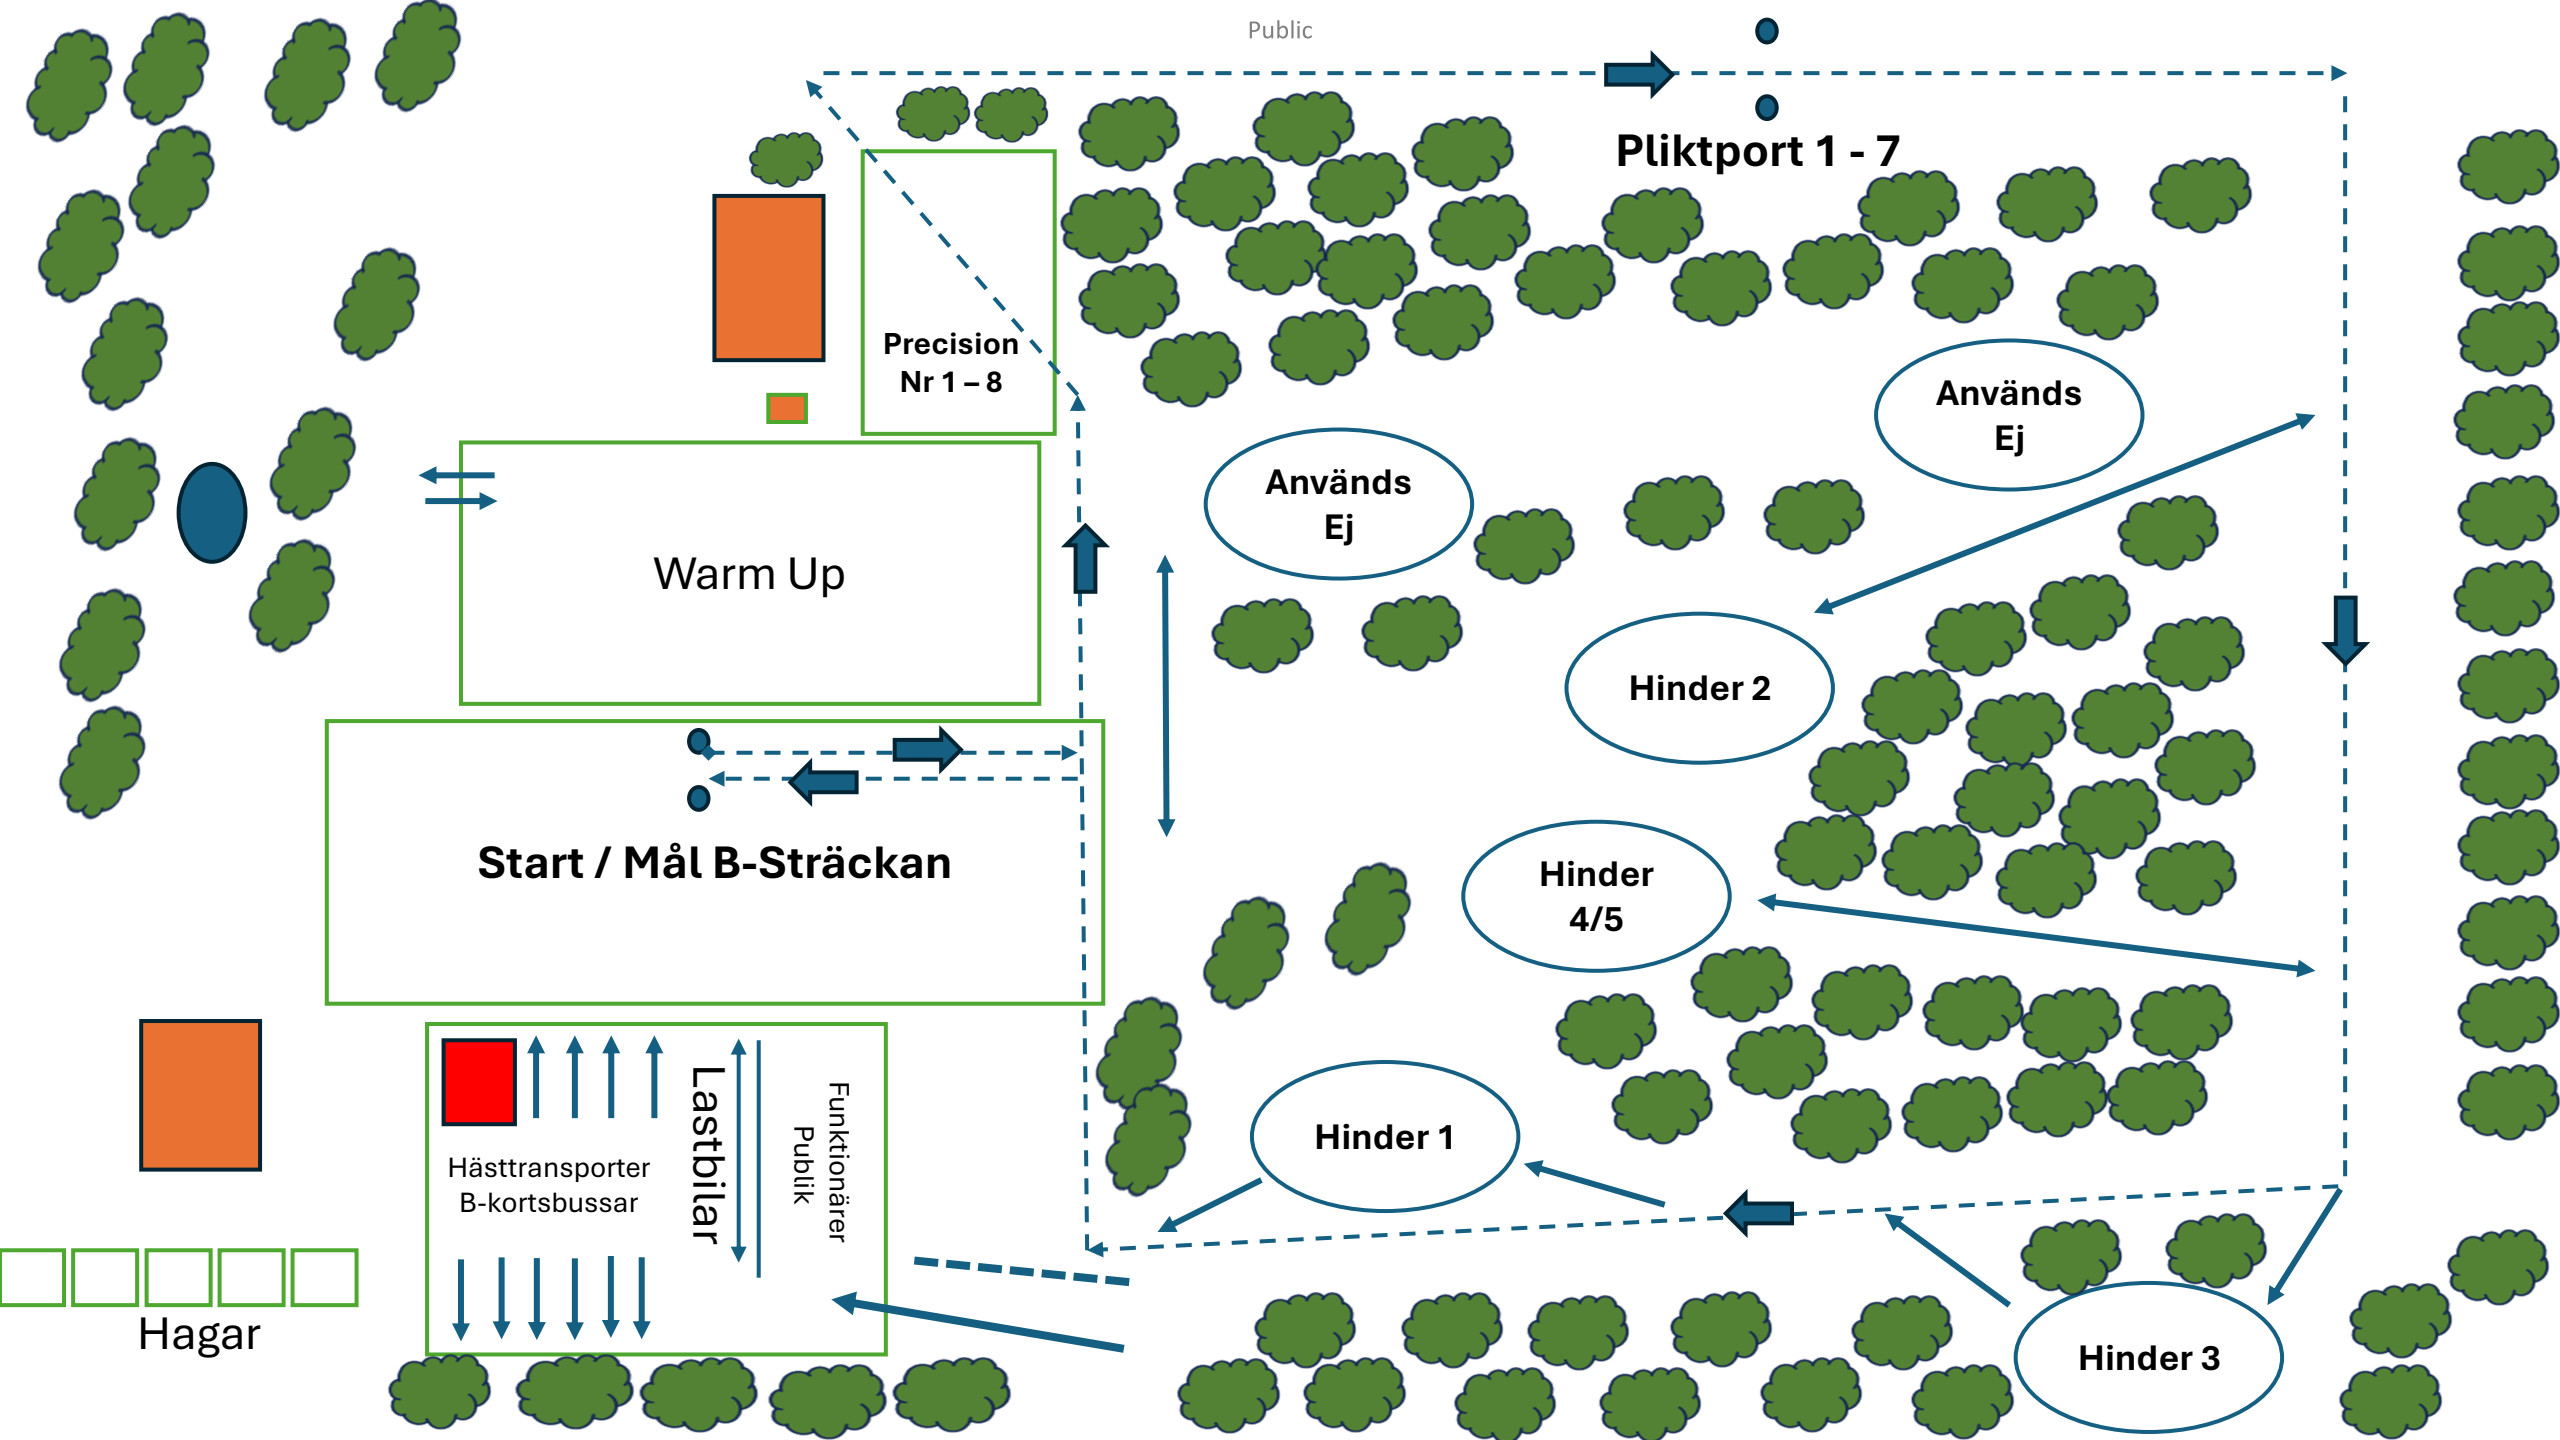 Public
Pliktport 1 - 7
Precision
Nr 1 – 8
Används
Ej
Används
Ej
Warm Up
Hinder 2
Start / Mål B-Sträckan
Hinder
4/5
Hinder 1
Hästtransporter
B-kortsbussar
Lastbilar
Funktionärer
Publik
Hagar
Hinder 3